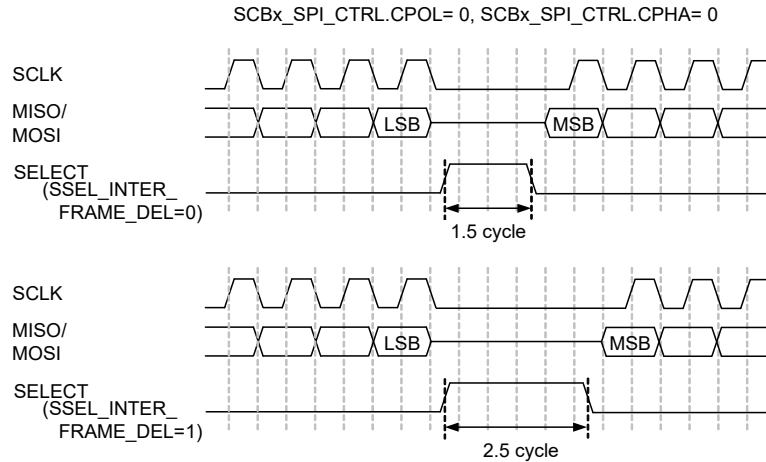 SCBx_SPI_CTRL.CPOL= 0, SCBx_SPI_CTRL.CPHA= 0
SCLK
MISO/
MOSI
LSB
MSB
SELECT
(SSEL_INTER_
FRAME_DEL=0)
1.5 cycle
SCLK
MISO/
MOSI
LSB
MSB
SELECT
(SSEL_INTER_
FRAME_DEL=1)
2.5 cycle